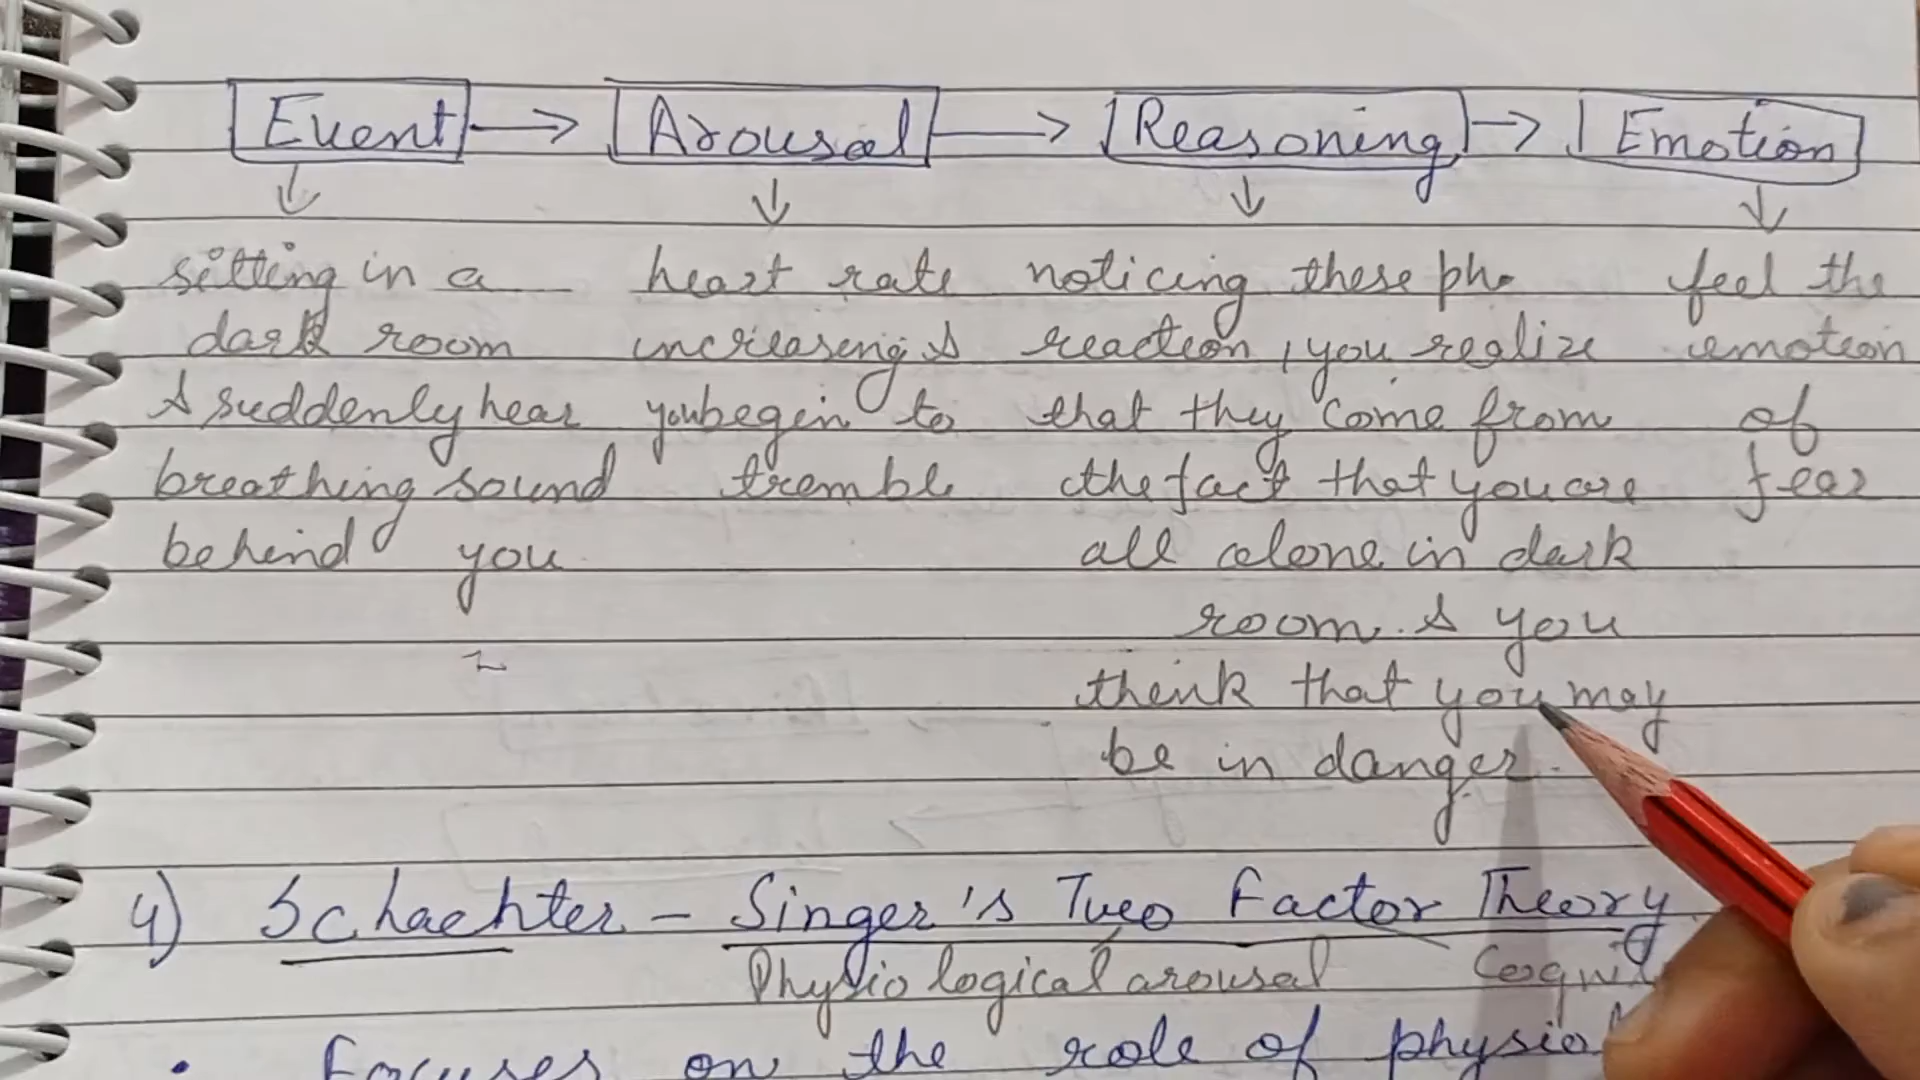 Event → Arousal → Reasoning → Emotion
sitting in a
dark room
& suddenly hear
breathing sound
behind you
heart rate
increasing &
you begin to
tremble
noticing these ph.
reaction, you realize
that they come from
the fact that you are
all alone in dark
room. & you
think that you may
be in danger.
feel the
emotion
of
fear
4) Schachter - Singer's Two Factor Theory
Physiological arousal
• Focuses on the role of